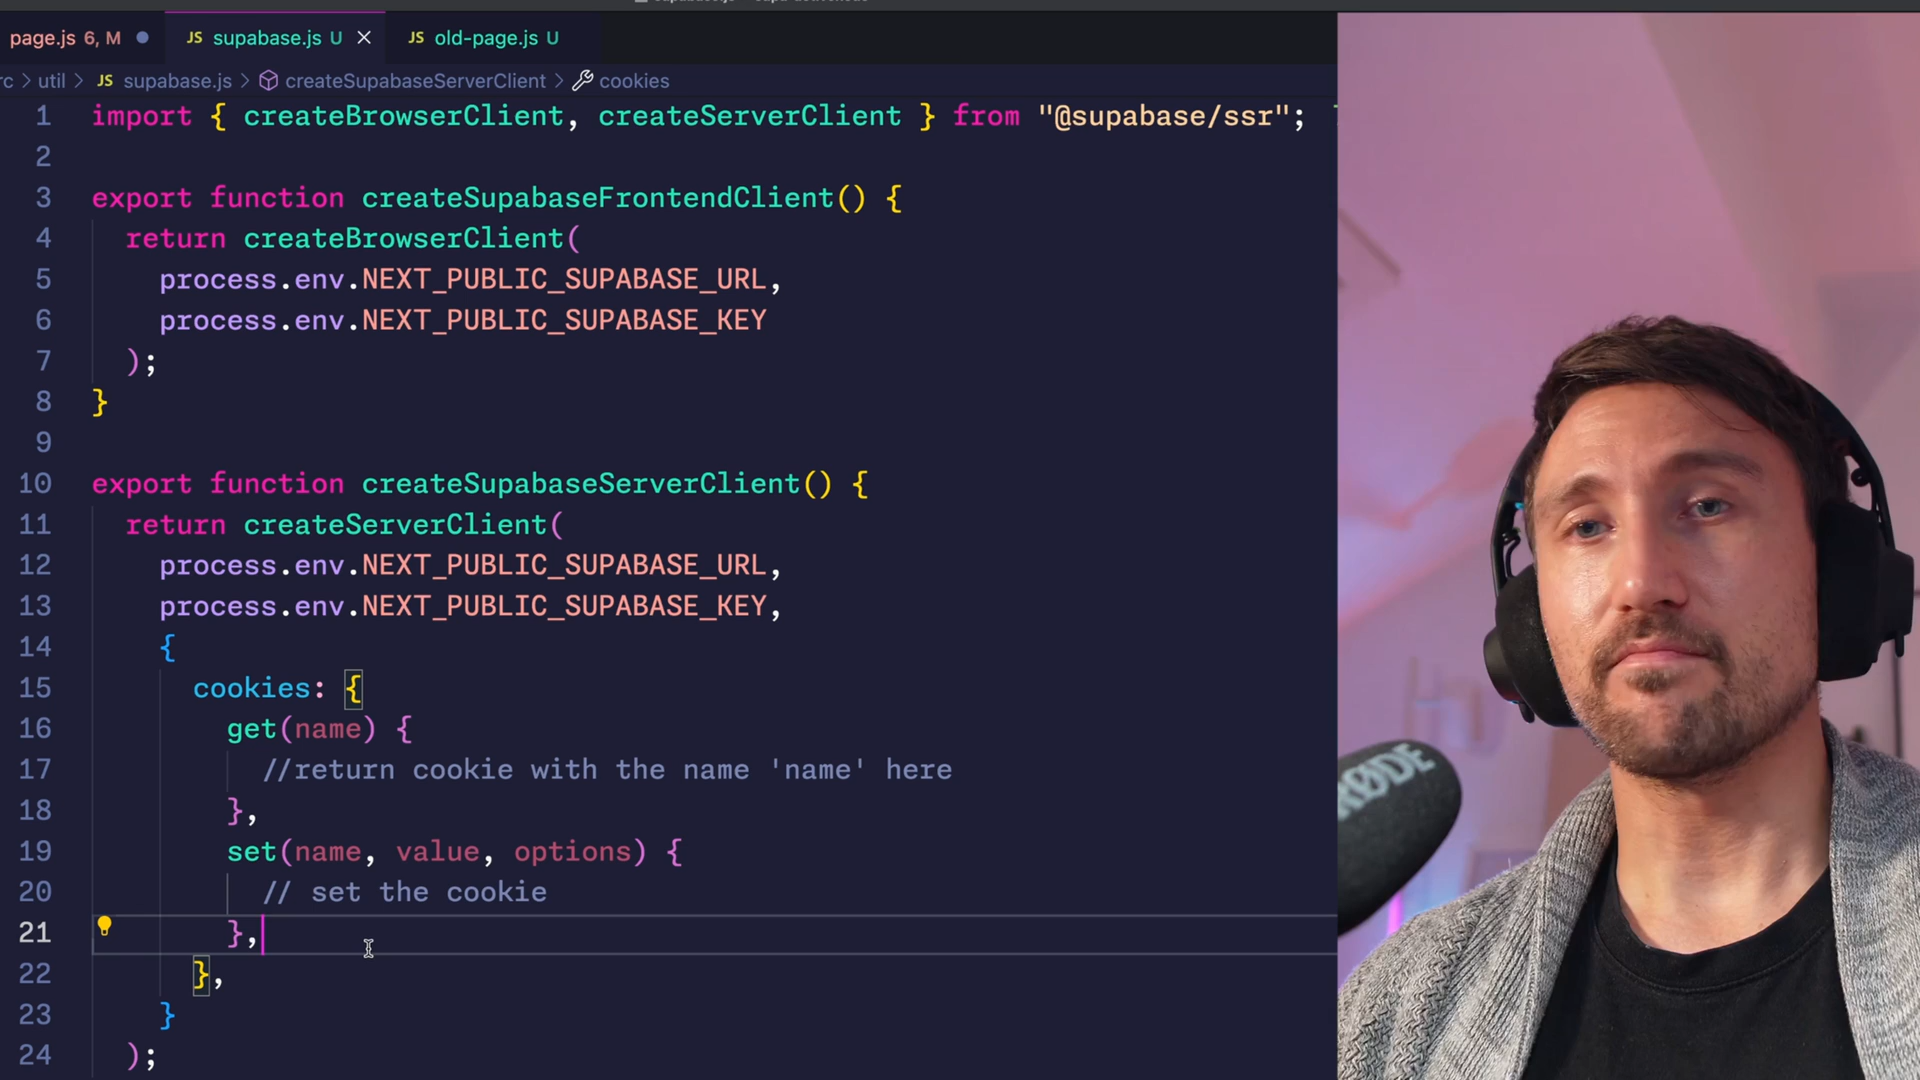 page.js 6, M
JS supabase.js U
JS old-page.js U
rc > util > JS supabase.js > createSupabaseServerClient > cookies
1 import { createBrowserClient, createServerClient } from "@supabase/ssr";
2
3 export function createSupabaseFrontendClient() {
4 return createBrowserClient(
5 process.env.NEXT_PUBLIC_SUPABASE_URL,
6 process.env.NEXT_PUBLIC_SUPABASE_KEY
7 );
8 }
9
10 export function createSupabaseServerClient() {
11 return createServerClient(
12 process.env.NEXT_PUBLIC_SUPABASE_URL,
13 process.env.NEXT_PUBLIC_SUPABASE_KEY,
14 {
15 cookies: {
16 get(name) {
17 //return cookie with the name 'name' here
18 },
19 set(name, value, options) {
20 // set the cookie
21 },
22 },
23 }
24 );
RØDE